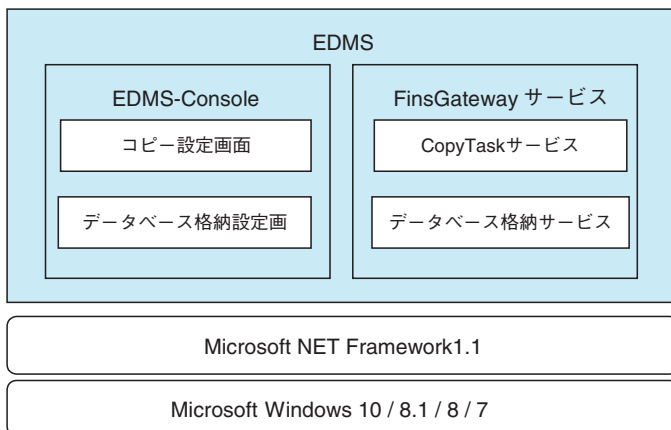 EDMS
EDMS-Console
コピー設定画面
データベース格納設定画
FinsGateway サービス
CopyTaskサービス
データベース格納サービス
Microsoft NET Framework1.1
Microsoft Windows 10 / 8.1 / 8 / 7